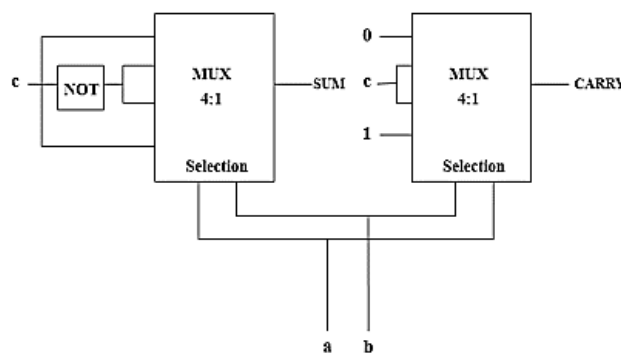 0
c
NOT
MUX
4:1
SUM
c
MUX
4:1
CARRY
1
Selection
Selection
a
b